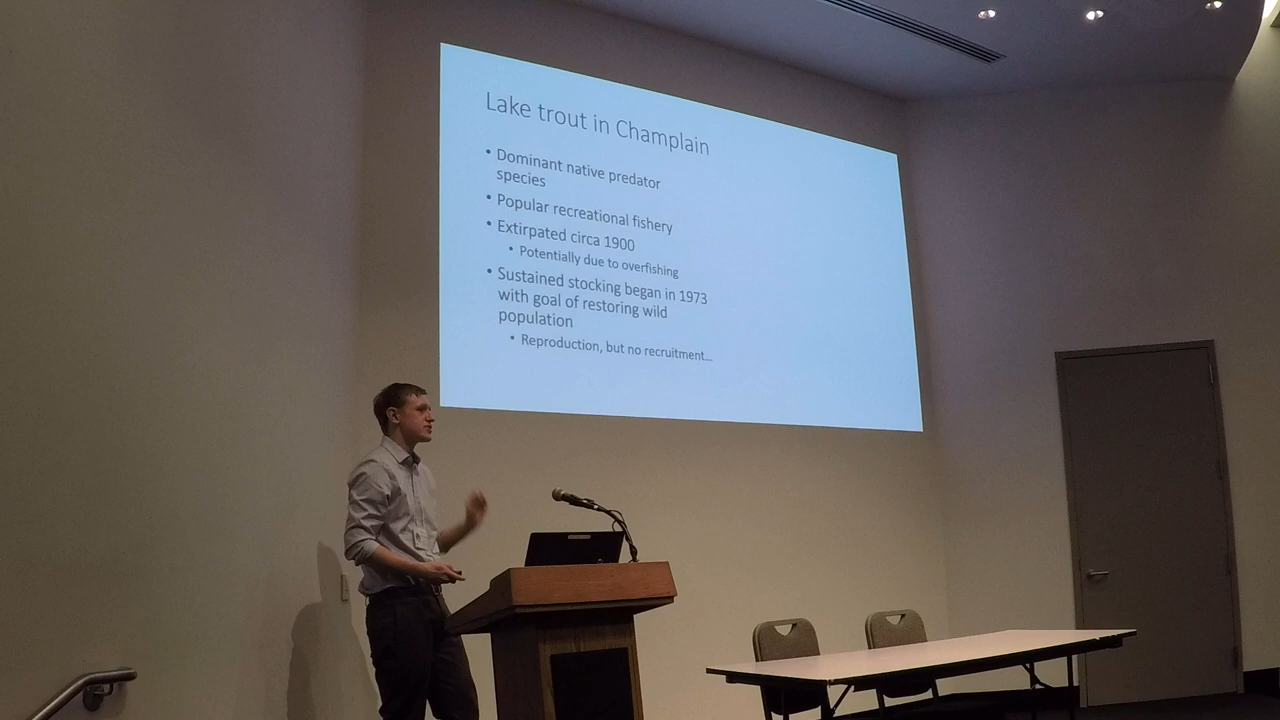 Lake trout in Champlain
• Dominant native predator
species
• Popular recreational fishery
• Extirpated circa 1900
• Potentially due to overfishing
• Sustained stocking began in 1973
with goal of restoring wild
population
• Reproduction, but no recruitment…